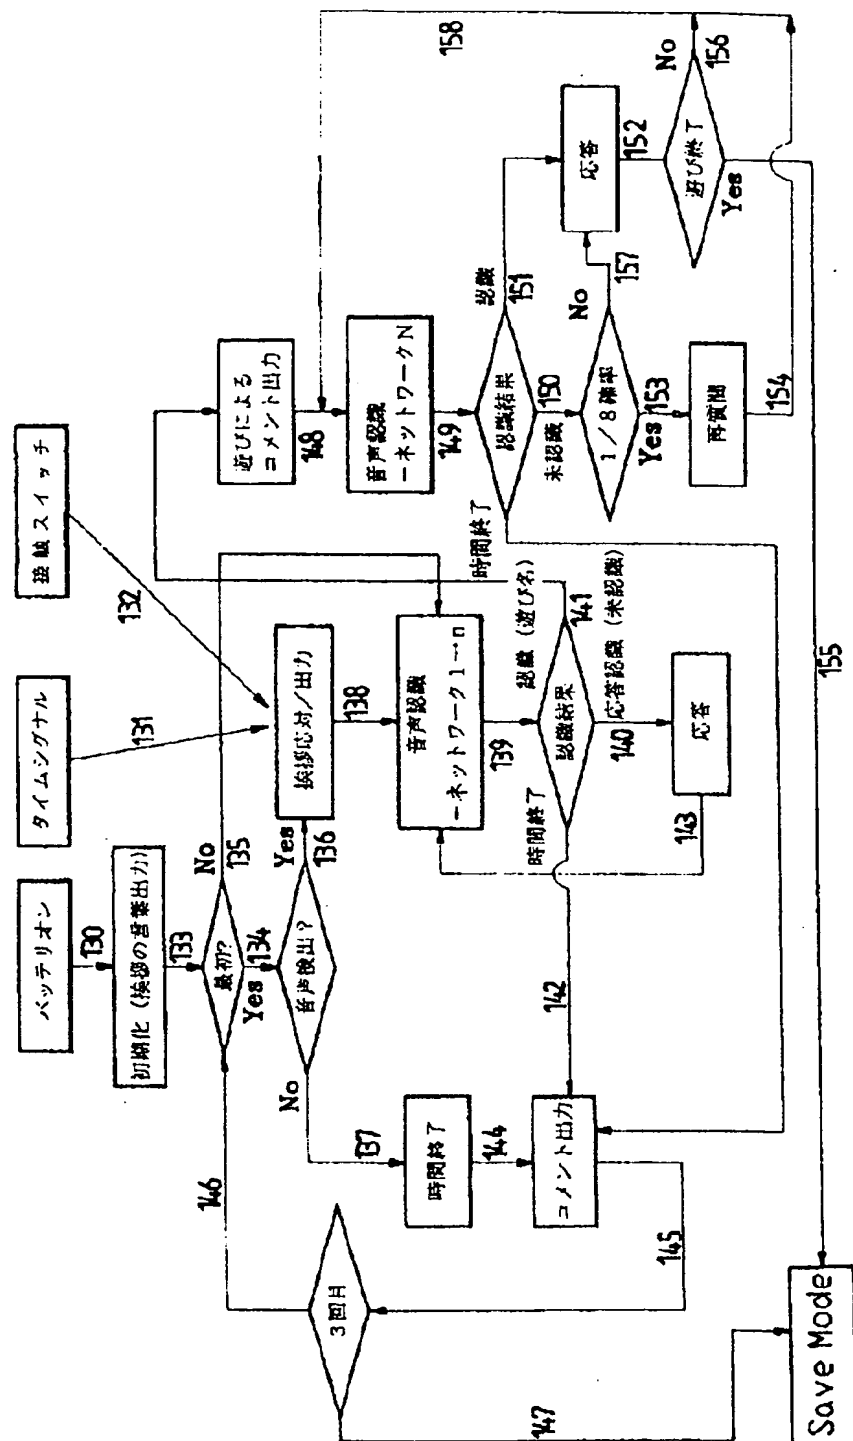 バッテリオン
タイムシグナル
接触スイッチ
130
131
132
初期化（挨拶の言葉出力）
133
最初?
No
135
Yes
134
音声検出?
Yes
136
No
137
挨拶応対／出力
138
音声認識
ーネットワーク1~n
139
認識結果
認識（遊び名）
141
時間終了
142
140
応答認識（未認識）
応答
143
時間終了
144
コメント出力
145
3回目
146
147
遊びによる
コメント出力
148
音声認識
ーネットワークN
149
認識結果
認識
151
時間終了
未認識
150
1／8確率
No
157
Yes
153
再質問
154
応答
152
遊び終了
No
156
Yes
155
158
Save Mode